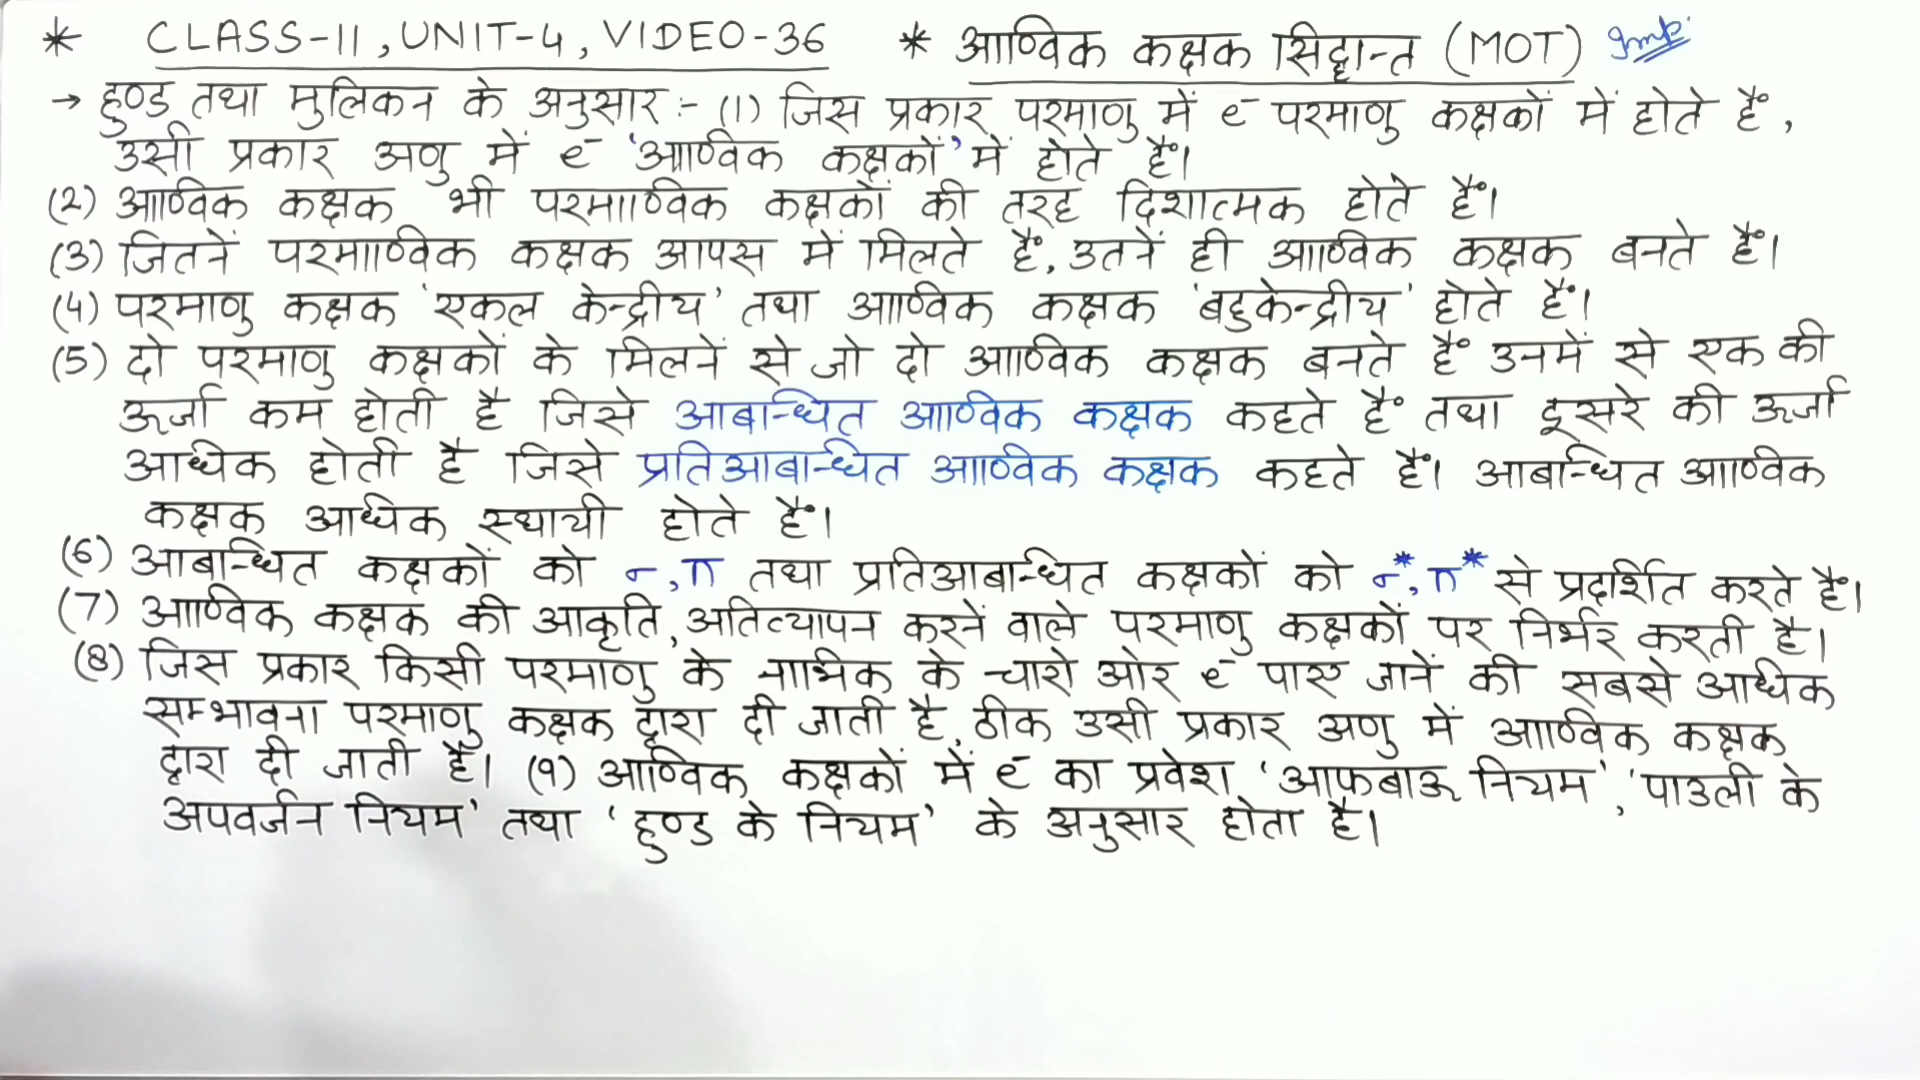 * CLASS-11, UNIT-4, VIDEO-36 * आण्विक कक्षक सिद्धान्त (MOT) Imp.
→ हुण्ड तथा मुलिकन के अनुसार :- (1) जिस प्रकार परमाणु में e⁻ परमाणु कक्षकों में होते हैं,
उसी प्रकार अणु में e⁻ 'आण्विक कक्षकों' में होते हैं।
(2) आण्विक कक्षक भी परमाण्विक कक्षकों की तरह दिशात्मक होते हैं।
(3) जितनें परमाण्विक कक्षक आपस में मिलते हैं, उतनें ही आण्विक कक्षक बनते हैं।
(4) परमाणु कक्षक 'एकल केन्द्रीय' तथा आण्विक कक्षक 'बहुकेन्द्रीय' होते हैं।
(5) दो परमाणु कक्षकों के मिलनें से जो दो आण्विक कक्षक बनते हैं उनमें से एक की
ऊर्जा कम होती है जिसे आबन्धित आण्विक कक्षक कहते हैं तथा दूसरे की ऊर्जा
अधिक होती है जिसे प्रतिआबन्धित आण्विक कक्षक कहते हैं। आबन्धित आण्विक
कक्षक अधिक स्थायी होते हैं।
(6) आबन्धित कक्षकों को σ, π तथा प्रतिआबन्धित कक्षकों को σ*, π* से प्रदर्शित करते हैं।
(7) आण्विक कक्षक की आकृति, अतिव्यापन करनें वाले परमाणु कक्षकों पर निर्भर करती है।
(8) जिस प्रकार किसी परमाणु के नाभिक के चारो ओर e⁻ पाए जानें की सबसे अधिक
सम्भावना परमाणु कक्षक द्वारा दी जाती है, ठीक उसी प्रकार अणु में आण्विक कक्षक
द्वारा दी जाती है। (9) आण्विक कक्षकों में e⁻ का प्रवेश 'आफबाऊ नियम', 'पाउली के
अपवर्जन नियम' तथा 'हुण्ड के नियम' के अनुसार होता है।